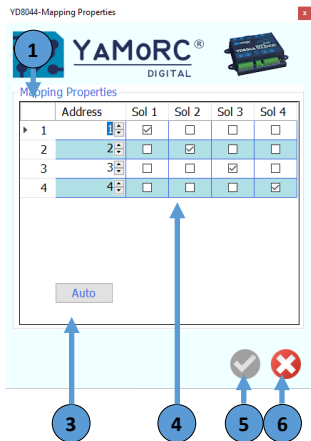 YD8044-Mapping Properties
x
1
YAMoRC®
DIGITAL
Mapping Properties
Address Sol 1 Sol 2 Sol 3 Sol 4
1 1
2 2
3 3
4 4
Auto
3 4 5 6